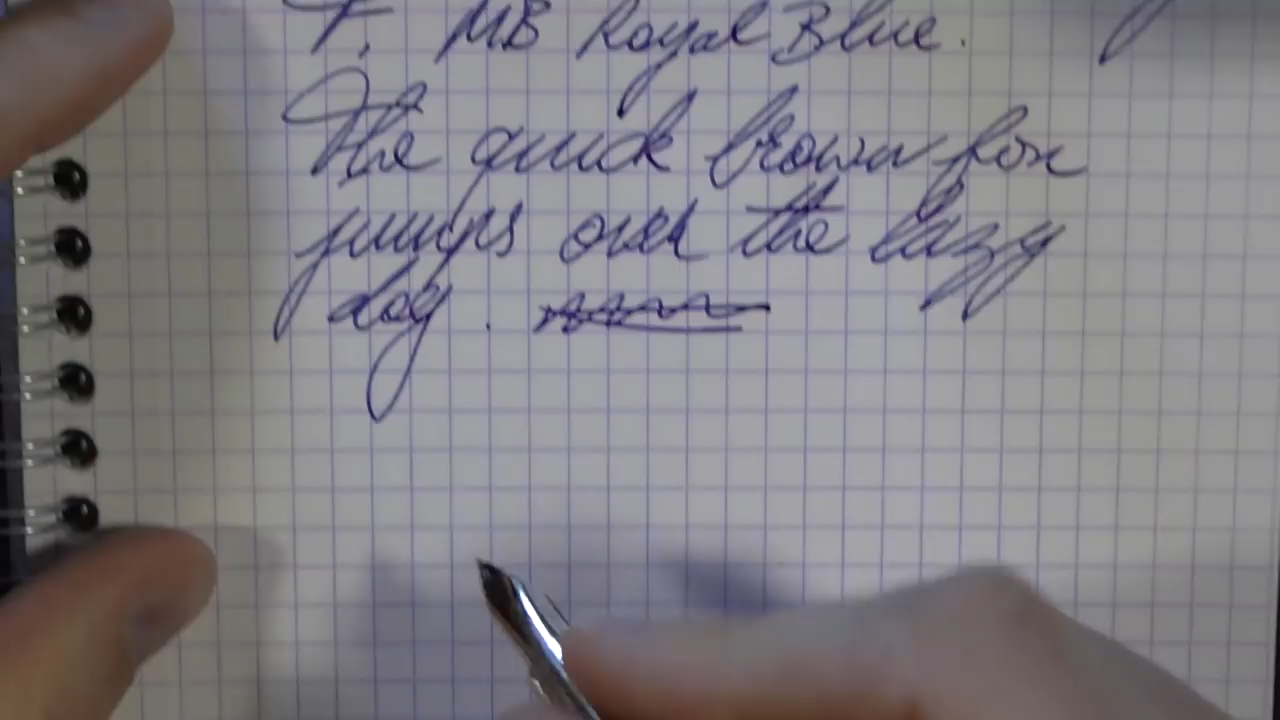 F. MB Royal Blue.
The quick brown fox
jumps over the lazy
dog.